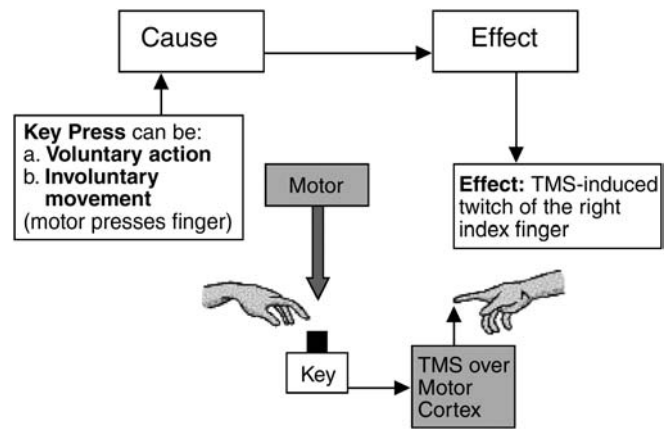 Cause
Effect
Key Press can be:
a. Voluntary action
b. Involuntary
movement
(motor presses finger)
Motor
Effect: TMS-induced
twitch of the right
index finger
Key
TMS over
Motor
Cortex